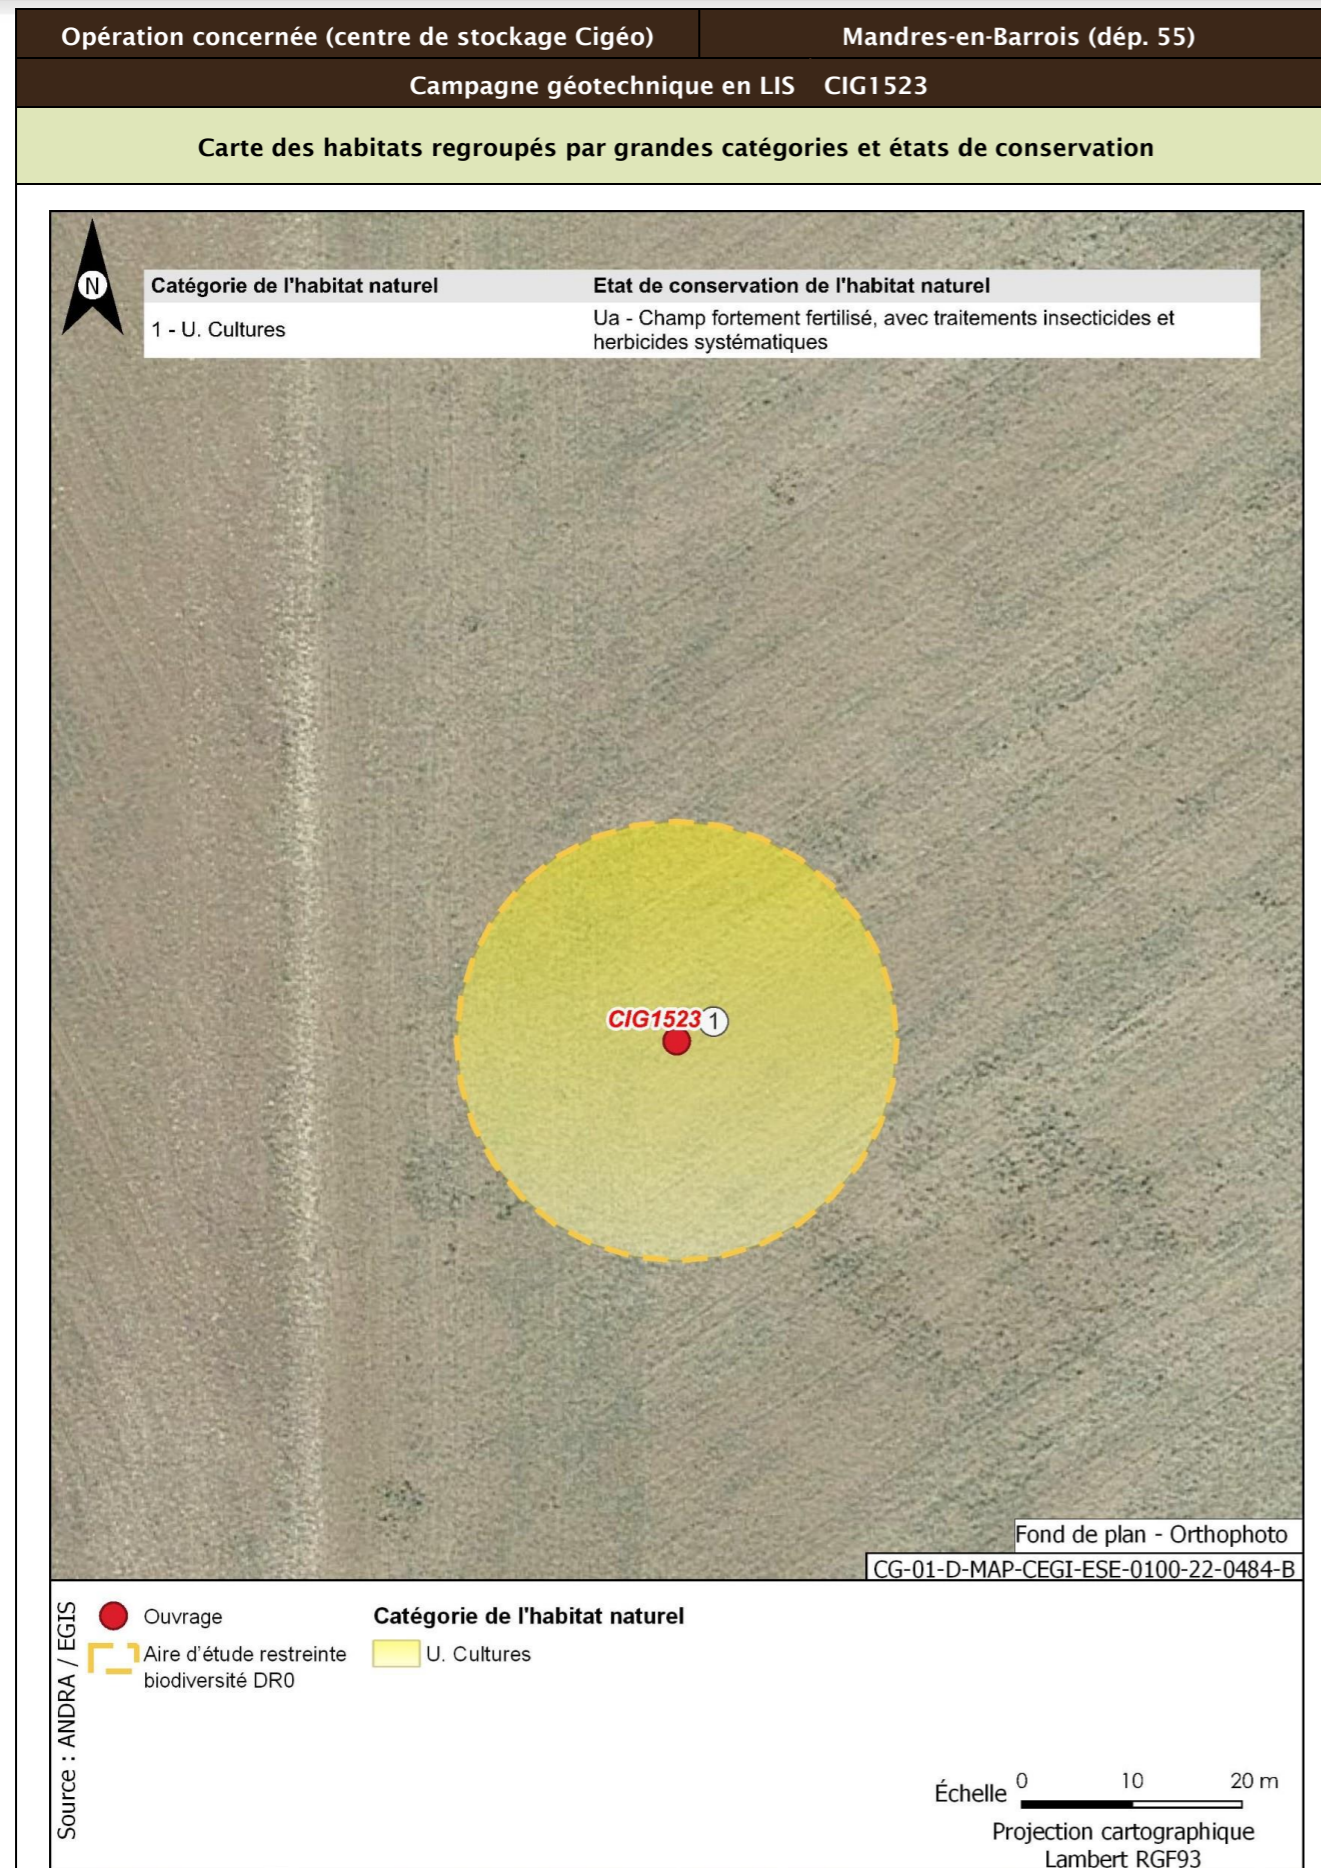 Opération concernée (centre de stockage Cigéo)
Mandres-en-Barrois (dép. 55)
Campagne géotechnique en LIS CIG1523
Carte des habitats regroupés par grandes catégories et états de conservation
N
Catégorie de l'habitat naturel
Etat de conservation de l'habitat naturel
1 - U. Cultures
Ua - Champ fortement fertilisé, avec traitements insecticides et
herbicides systématiques
CIG1523 1
Fond de plan - Orthophoto
CG-01-D-MAP-CEGI-ESE-0100-22-0484-B
Source : ANDRA / EGIS
Ouvrage
Aire d'étude restreinte
biodiversité DR0
Catégorie de l'habitat naturel
U. Cultures
Échelle 0 10 20 m
Projection cartographique
Lambert RGF93